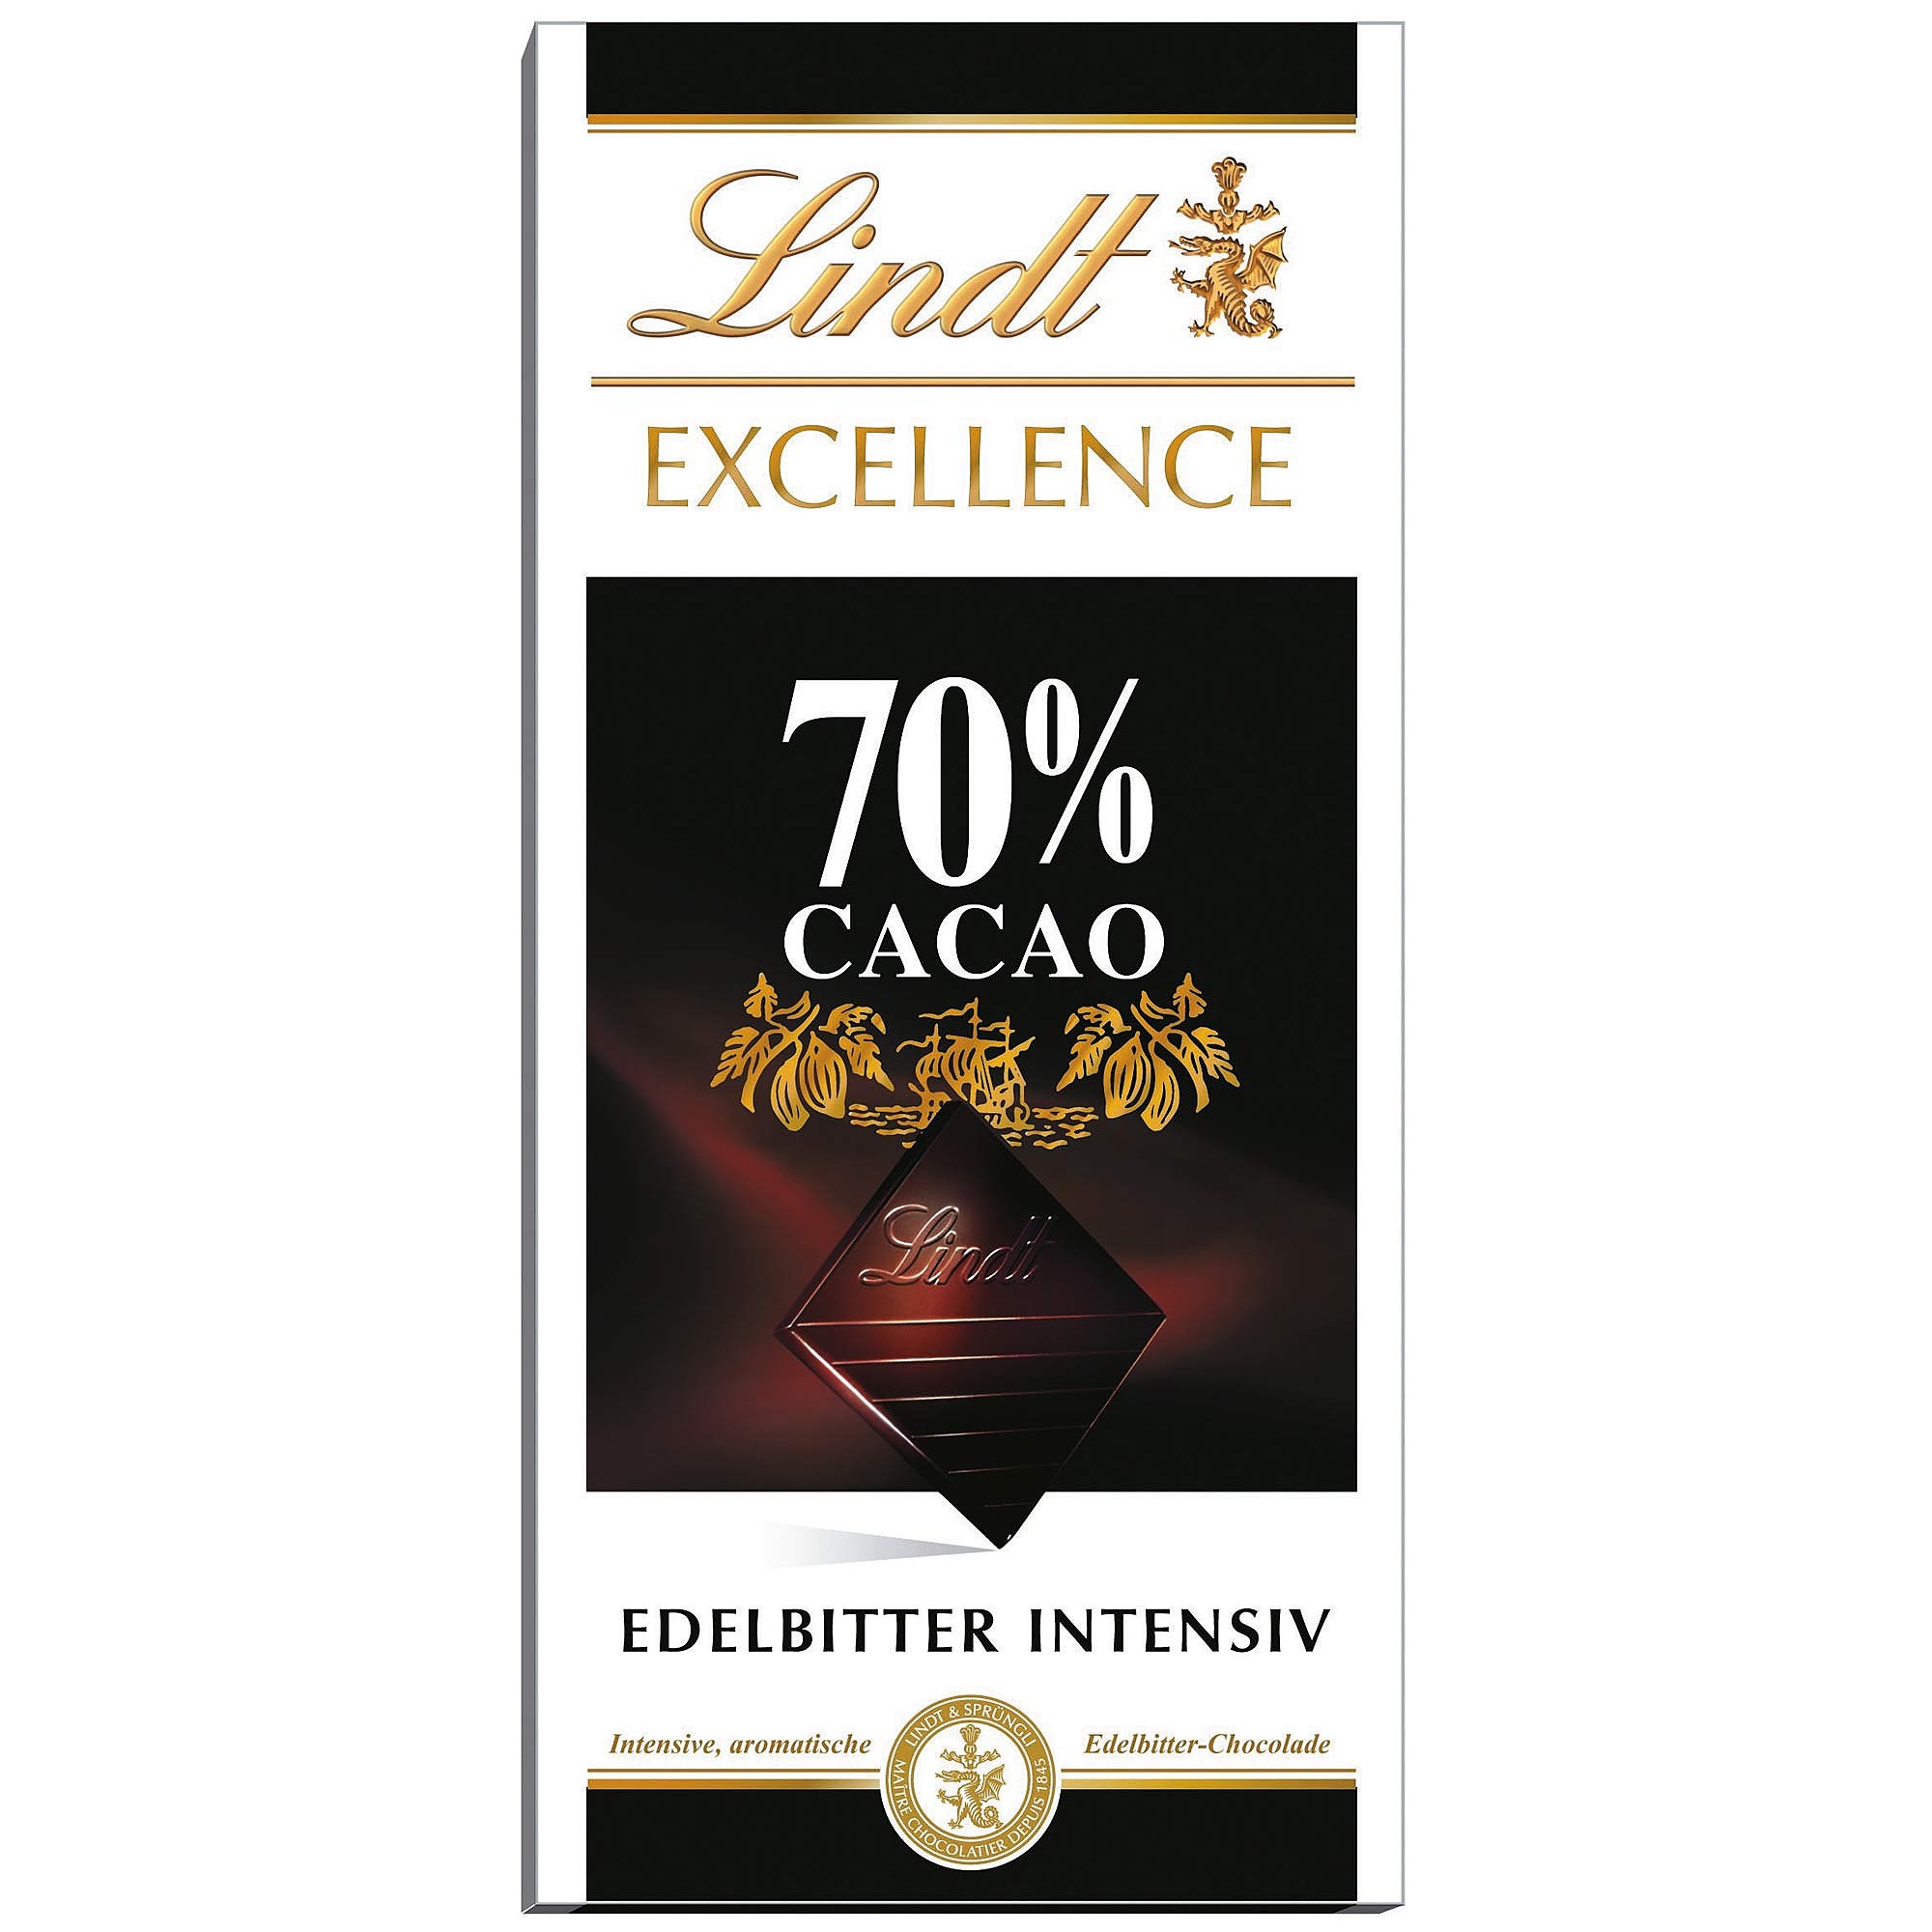 Lindt
EXCELLENCE
70%
CACAO
Lindt
EDELBITTER INTENSIV
Intensive, aromatische Edelbitter-Chocolade
LINDT & SPRÜNGLI
MAÎTRE CHOCOLATIER DEPUIS 1845